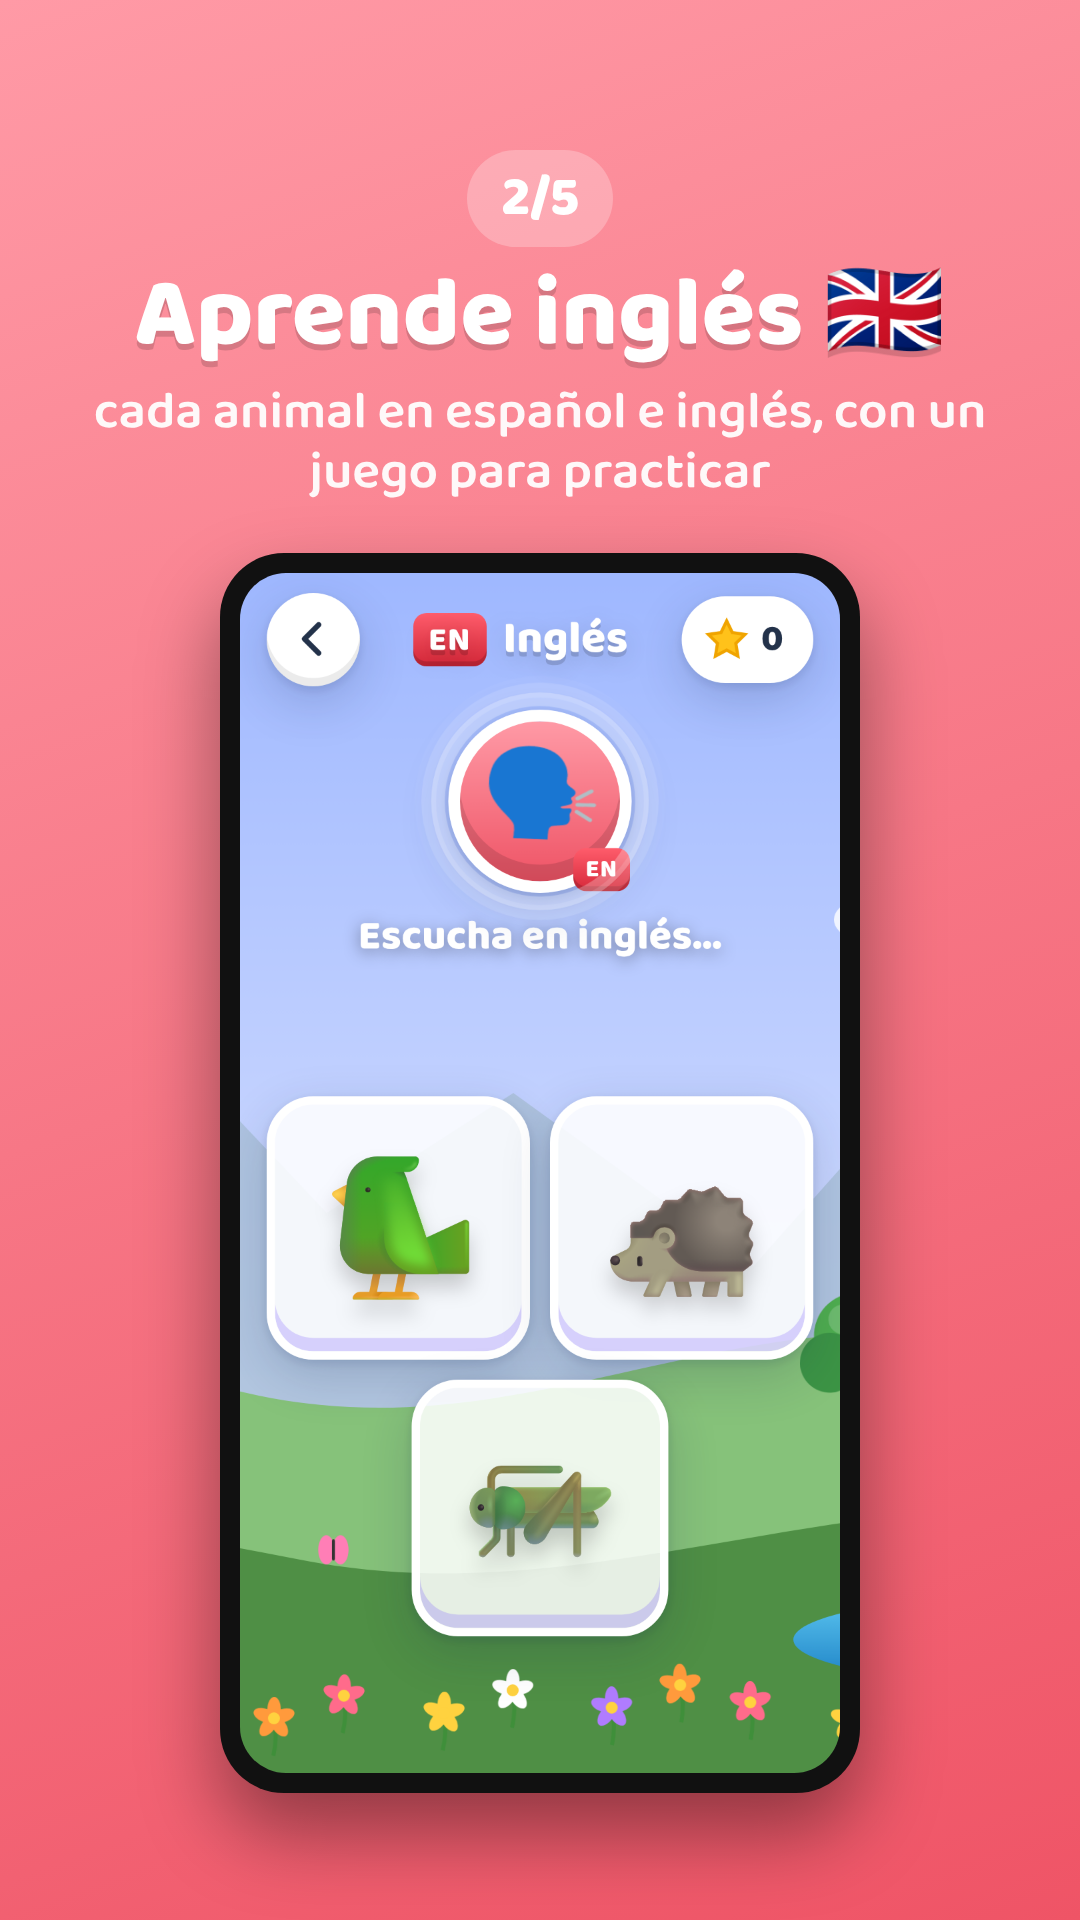 2/5
Aprende inglés
cada animal en español e inglés, con un
juego para practicar
EN Inglés
0
EN
Escucha en inglés...